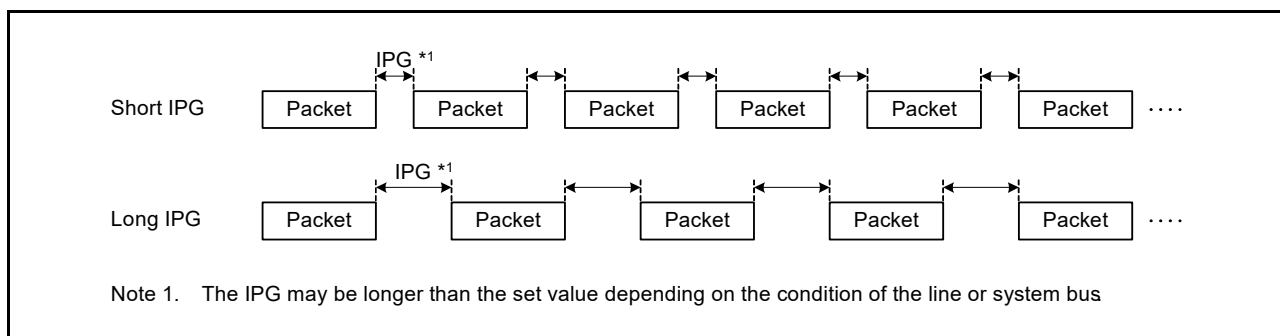 IPG *1
Short IPG Packet Packet Packet Packet Packet Packet ····
IPG *1
Long IPG Packet Packet Packet Packet Packet ····
Note 1. The IPG may be longer than the set value depending on the condition of the line or system bus.